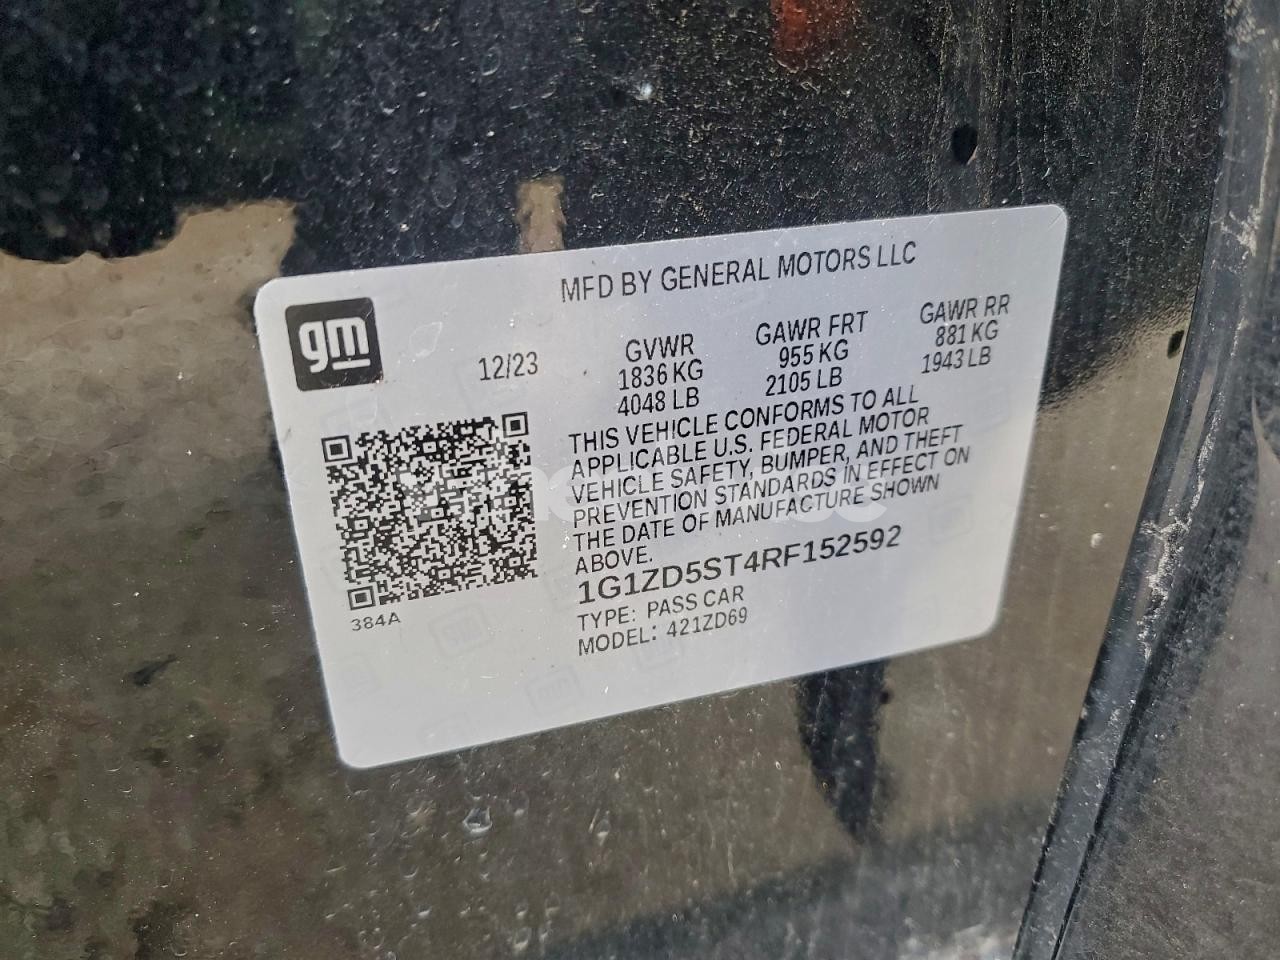 MFD BY GENERAL MOTORS LLC
gm
12/23
GVWR
1836 KG
4048 LB
GAWR FRT
955 KG
2105 LB
GAWR RR
881 KG
1943 LB
THIS VEHICLE CONFORMS TO ALL
APPLICABLE U.S. FEDERAL MOTOR
VEHICLE SAFETY, BUMPER, AND THEFT
PREVENTION STANDARDS IN EFFECT ON
THE DATE OF MANUFACTURE SHOWN
ABOVE.
1G1ZD5ST4RF152592
TYPE: PASS CAR
MODEL: 421ZD69
384A